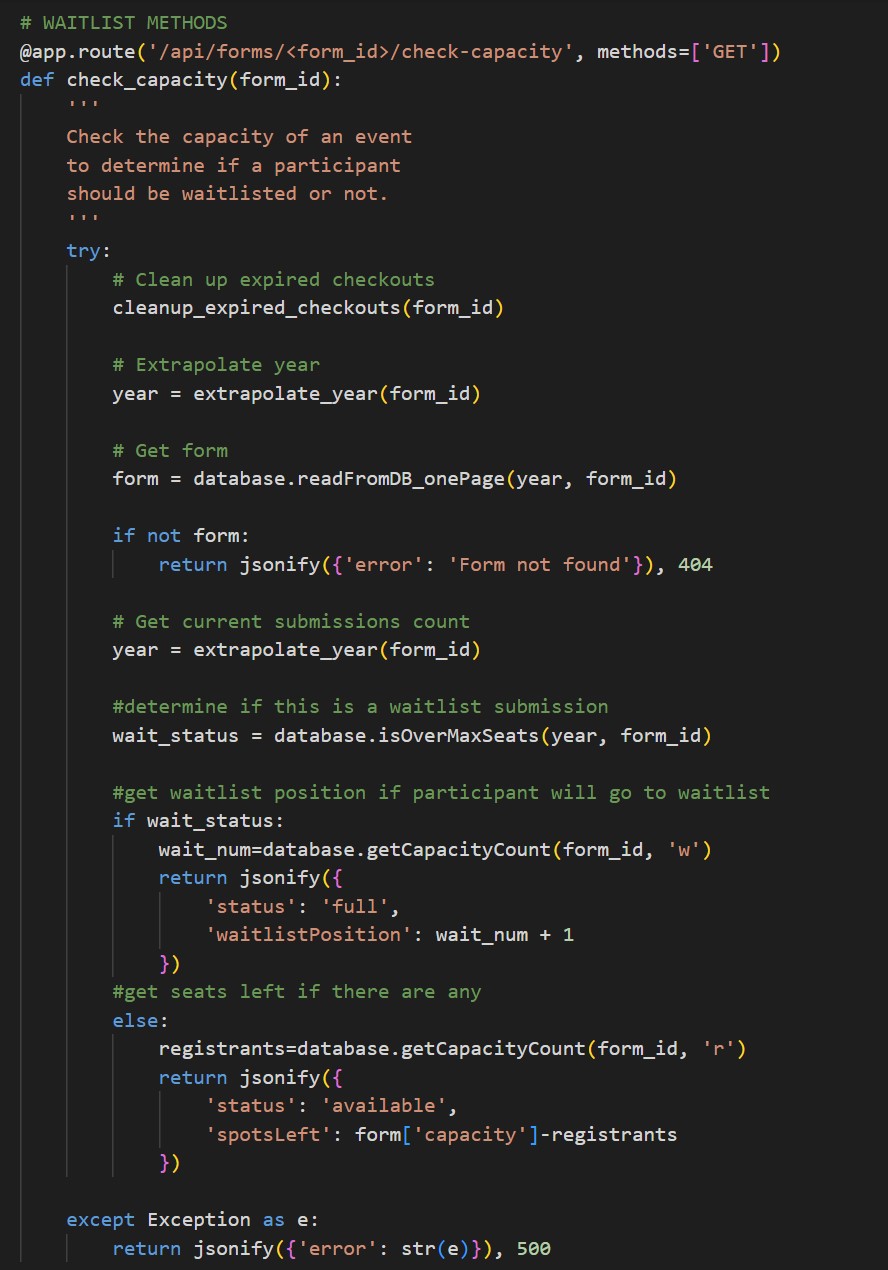 # WAITLIST METHODS
@app.route('/api/forms/<form_id>/check-capacity', methods=['GET'])
def check_capacity(form_id):
    '''
    Check the capacity of an event
    to determine if a participant
    should be waitlisted or not.
    '''
    try:
        # Clean up expired checkouts
        cleanup_expired_checkouts(form_id)

        # Extrapolate year
        year = extrapolate_year(form_id)

        # Get form
        form = database.readFromDB_onePage(year, form_id)

        if not form:
            return jsonify({'error': 'Form not found'}), 404

        # Get current submissions count
        year = extrapolate_year(form_id)

        #determine if this is a waitlist submission
        wait_status = database.isOverMaxSeats(year, form_id)

        #get waitlist position if participant will go to waitlist
        if wait_status:
            wait_num=database.getCapacityCount(form_id, 'w')
            return jsonify({
                'status': 'full',
                'waitlistPosition': wait_num + 1
            })
        #get seats left if there are any
        else:
            registrants=database.getCapacityCount(form_id, 'r')
            return jsonify({
                'status': 'available',
                'spotsLeft': form['capacity']-registrants
            })

    except Exception as e:
        return jsonify({'error': str(e)}), 500